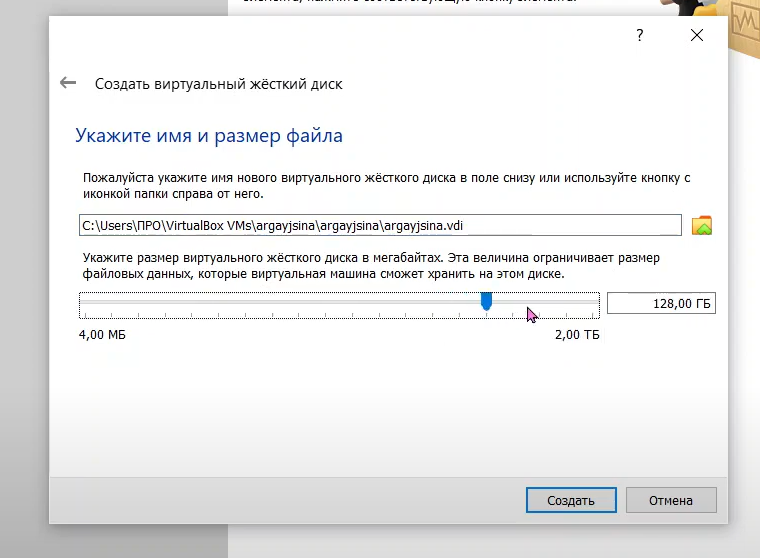 ?
Создать виртуальный жёсткий диск
Укажите имя и размер файла
Пожалуйста укажите имя нового виртуального жёсткого диска в поле снизу или используйте кнопку с
иконкой папки справа от него.
C:\Users\ПРО\VirtualBox VMs\argayjsina\argayjsina\argayjsina.vdi
Укажите размер виртуального жёсткого диска в мегабайтах. Эта величина ограничивает размер
файловых данных, которые виртуальная машина сможет хранить на этом диске.
128,00 ГБ
4,00 МБ 2,00 ТБ
Создать Отмена